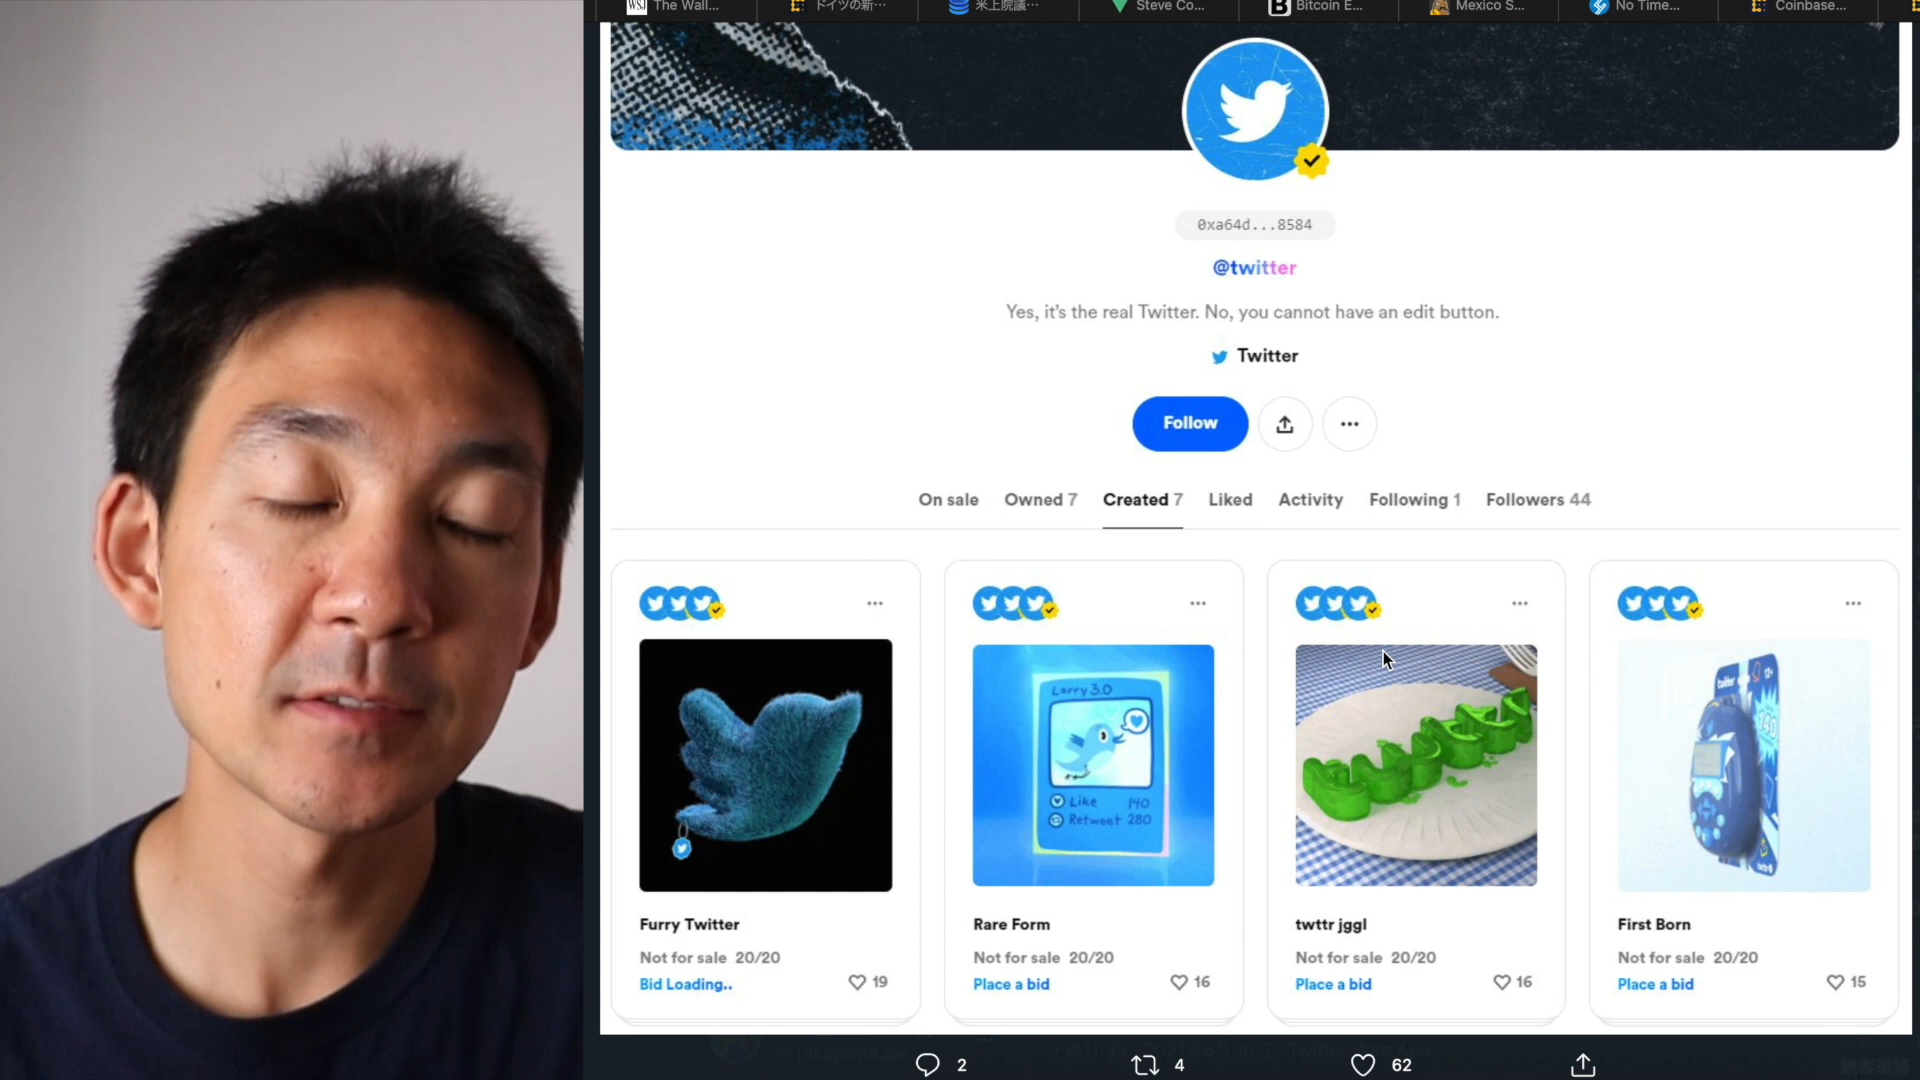 WSJ The Wall...
ドイツの新…
米上院議…
Steve Co...
B Bitcoin E...
Mexico S...
No Time...
Coinbase...
0xa64d...8584
@twitter
Yes, it's the real Twitter. No, you cannot have an edit button.
Twitter
Follow
On sale Owned 7 Created 7 Liked Activity Following 1 Followers 44
Larry 3.0
Like 140
Retweet 280
twitter
140
Furry Twitter
Not for sale 20/20
Bid Loading..
19
Rare Form
Not for sale 20/20
Place a bid
16
twttr jggl
Not for sale 20/20
Place a bid
16
First Born
Not for sale 20/20
Place a bid
15
2
4
62